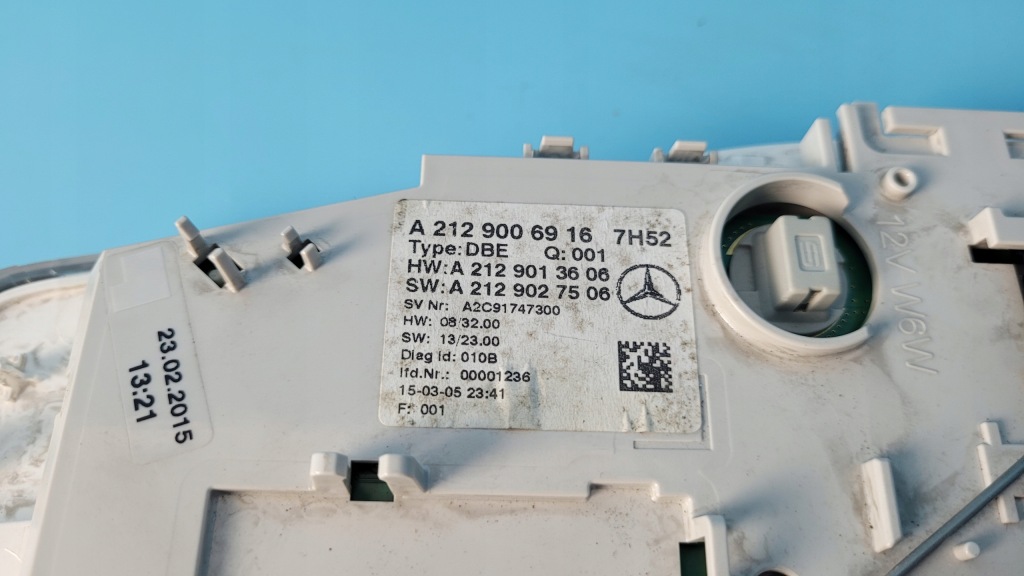 A 212 900 69 16 7H52
Type: DBE Q: 001
HW: A 212 901 36 06
SW: A 212 902 75 06
SV Nr: A2C91747300
HW: 08/32.00
SW: 13/23.00
Diag id: 010B
lfd.Nr.: 00001236
15-03-05 23:41
F: 001
23.02.2015
13:21
12V W6W